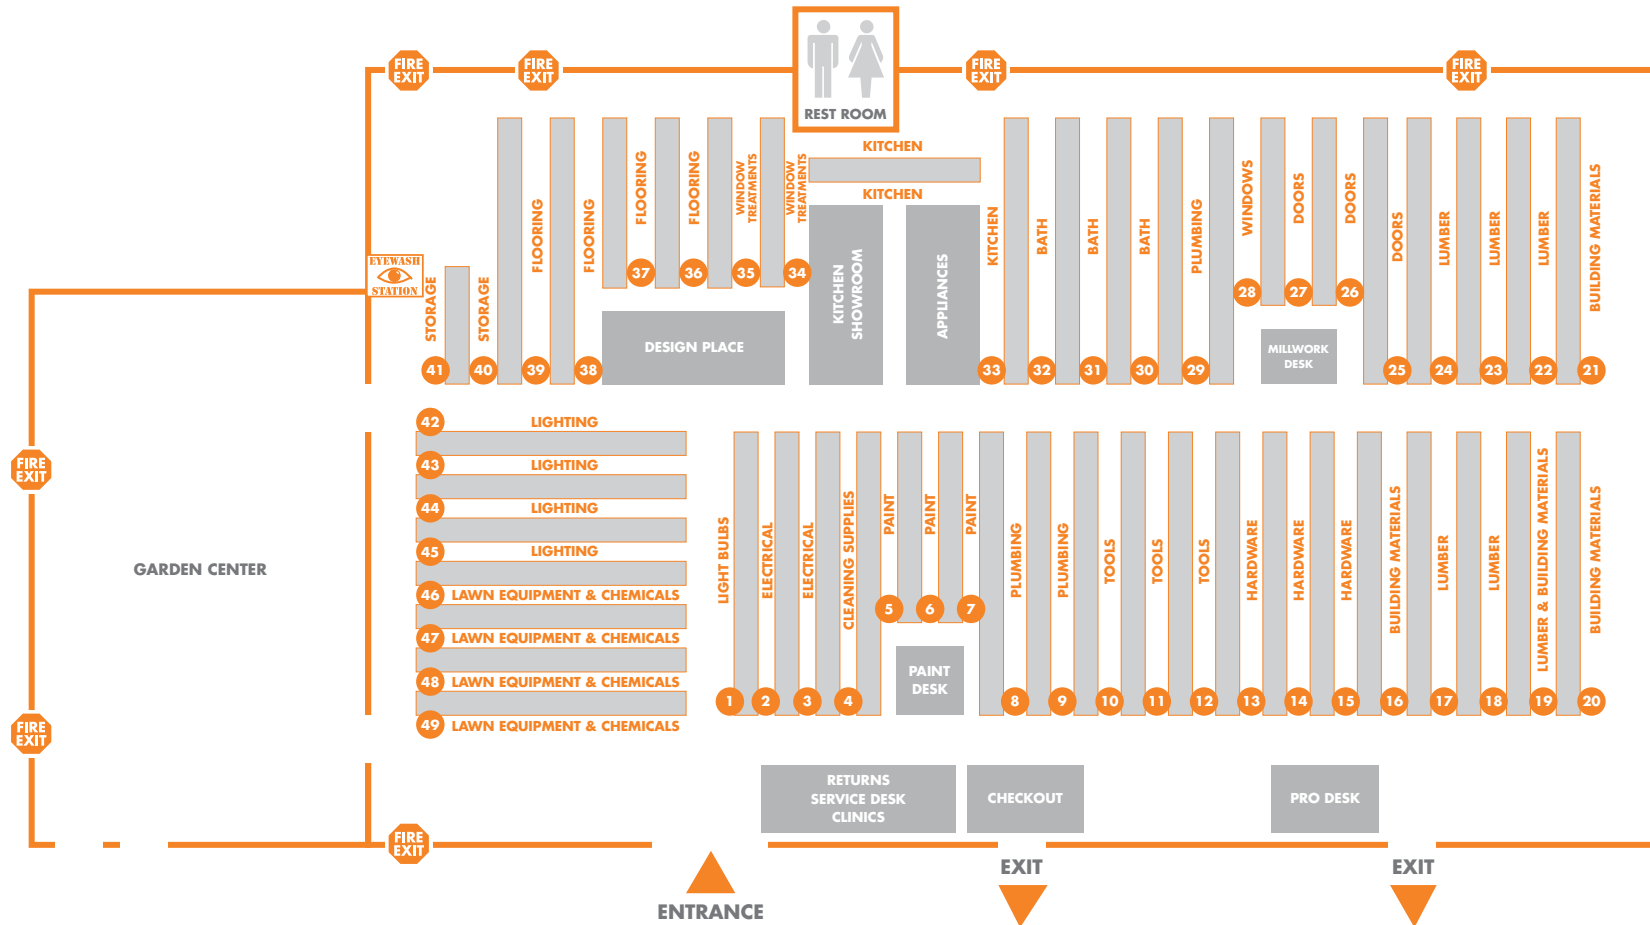 FIRE
EXIT
FIRE
EXIT
FIRE
EXIT
FIRE
EXIT
REST ROOM
KITCHEN
KITCHEN
EYEWASH
STATION
STORAGE
STORAGE
FLOORING
FLOORING
FLOORING
FLOORING
WINDOW
TREATMENTS
WINDOW
TREATMENTS
KITCHEN
SHOWROOM
APPLIANCES
KITCHEN
BATH
BATH
BATH
PLUMBING
WINDOWS
DOORS
DOORS
DOORS
LUMBER
LUMBER
LUMBER
BUILDING MATERIALS
37
36
35
34
28
27
26
DESIGN PLACE
MILLWORK
DESK
41
40
39
38
33
32
31
30
29
25
24
23
22
21
42
LIGHTING
43
LIGHTING
44
LIGHTING
45
LIGHTING
46
LAWN EQUIPMENT & CHEMICALS
47
LAWN EQUIPMENT & CHEMICALS
48
LAWN EQUIPMENT & CHEMICALS
49
LAWN EQUIPMENT & CHEMICALS
FIRE
EXIT
GARDEN CENTER
FIRE
EXIT
LIGHT BULBS
ELECTRICAL
ELECTRICAL
CLEANING SUPPLIES
PAINT
PAINT
PAINT
PLUMBING
PLUMBING
TOOLS
TOOLS
TOOLS
HARDWARE
HARDWARE
HARDWARE
BUILDING MATERIALS
LUMBER
LUMBER
LUMBER & BUILDING MATERIALS
BUILDING MATERIALS
5
6
7
PAINT
DESK
1
2
3
4
8
9
10
11
12
13
14
15
16
17
18
19
20
RETURNS
SERVICE DESK
CLINICS
CHECKOUT
PRO DESK
FIRE
EXIT
ENTRANCE
EXIT
EXIT